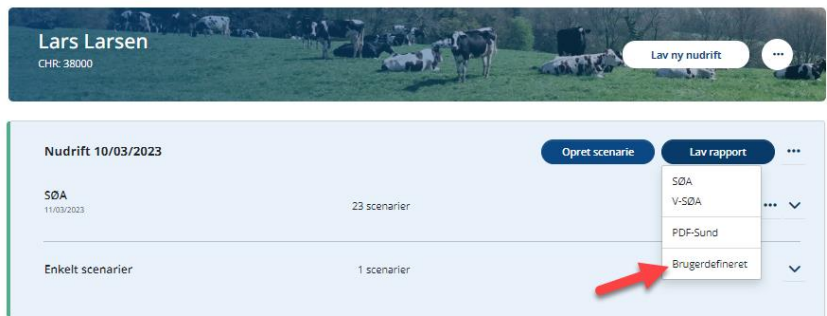 Lars Larsen
CHR: 38000
Lav ny nudrift
Nudrift 10/03/2023
Opret scenarie
Lav rapport
SØA
11/03/2023
23 scenarier
SØA
V-SØA
PDF-Sund
Brugerdefineret
Enkelt scenarier
1 scenarier